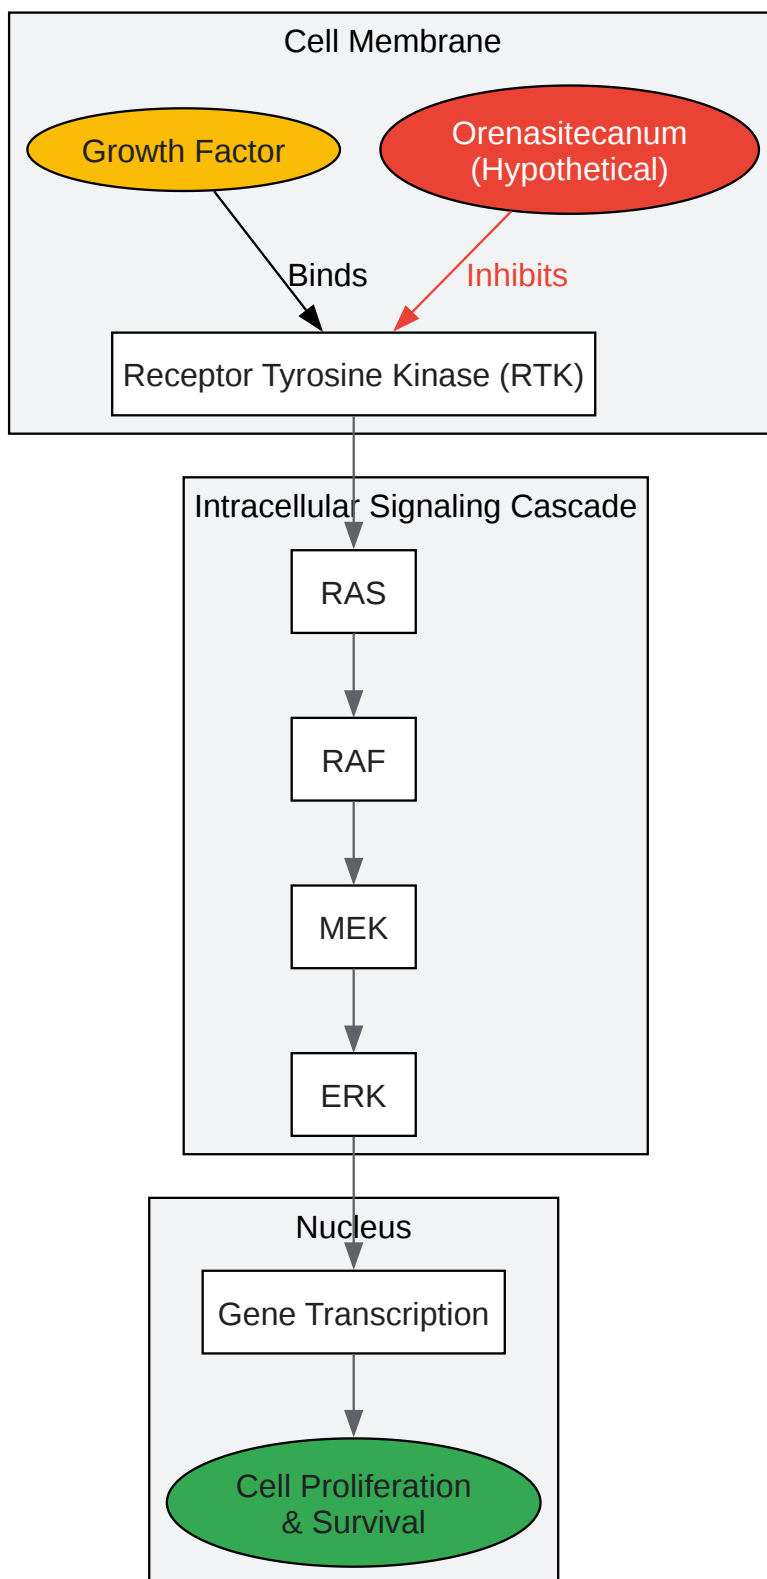 Cell Membrane
Growth Factor
Orenasitecanum
(Hypothetical)
Binds
Inhibits
Receptor Tyrosine Kinase (RTK)
Intracellular Signaling Cascade
RAS
RAF
MEK
ERK
Nucleus
Gene Transcription
Cell Proliferation
& Survival